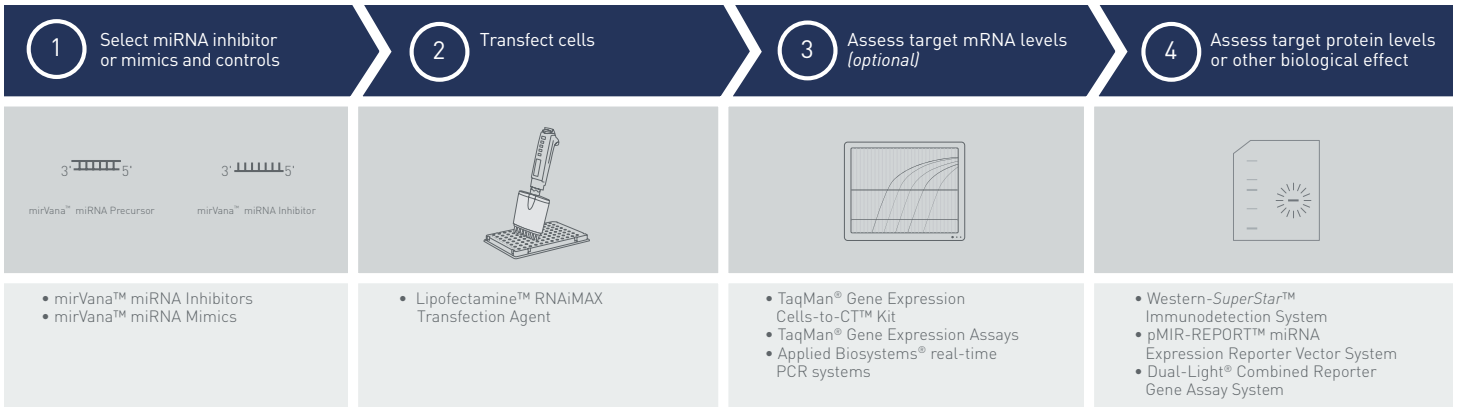 1
Select miRNA inhibitor
or mimics and controls
2
Transfect cells
3
Assess target mRNA levels
(optional)
4
Assess target protein levels
or other biological effect
3' 5'
mirVana™ miRNA Precursor
3' 5'
mirVana™ miRNA Inhibitor
• mirVana™ miRNA Inhibitors
• mirVana™ miRNA Mimics
• Lipofectamine™ RNAiMAX
Transfection Agent
• TaqMan® Gene Expression
Cells-to-CT™ Kit
• TaqMan® Gene Expression Assays
• Applied Biosystems® real-time
PCR systems
• Western-SuperStar™
Immunodetection System
• pMIR-REPORT™ miRNA
Expression Reporter Vector System
• Dual-Light® Combined Reporter
Gene Assay System